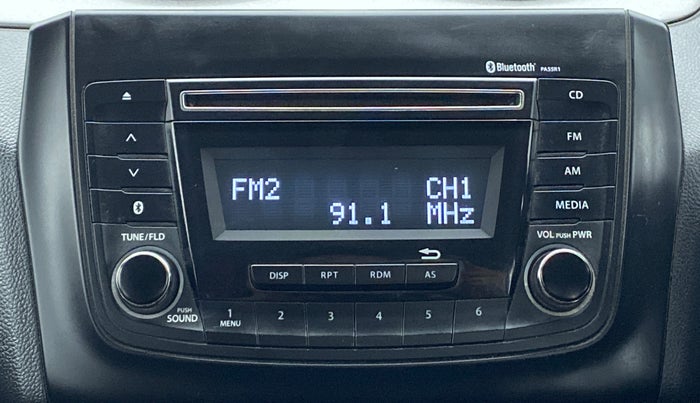 Bluetooth PA5SR1
CD
FM
AM
MEDIA
FM2 CH1
91.1 MHz
TUNE/FLD
VOL PUSH PWR
DISP RPT RDM AS
PUSH
SOUND
1 2 3 4 5 6
MENU